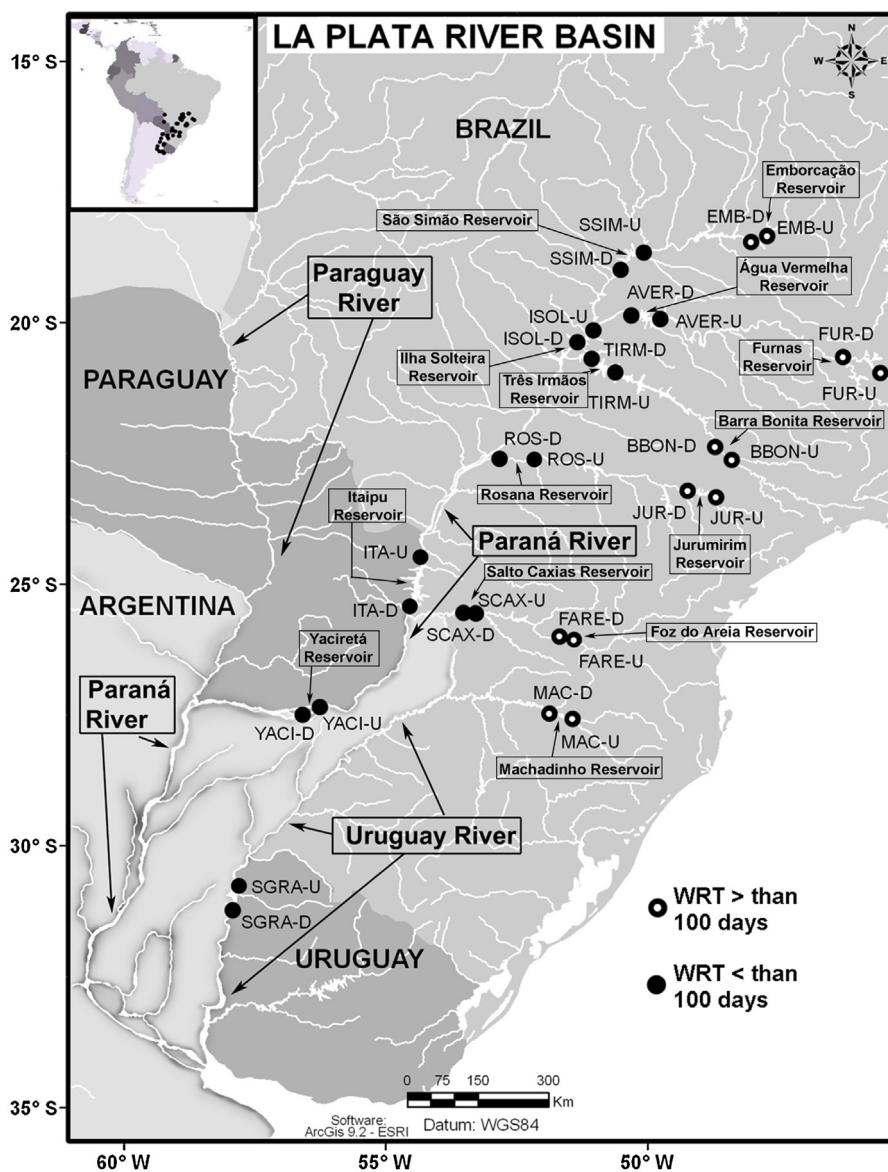 LA PLATA RIVER BASIN
15° S
N
W
E
S
BRAZIL
Emborcação
Reservoir
São Simão Reservoir
SSIM-U
EMB-D
EMB-U
SSIM-D
Paraguay
River
Água Vermelha
Reservoir
AVER-D
20° S
ISOL-U
AVER-U
ISOL-D
FUR-D
TIRM-D
Ilha Solteira
Reservoir
Furnas
Reservoir
PARAGUAY
Três Irmãos
Reservoir
TIRM-U
FUR-U
Barra Bonita Reservoir
ROS-D
BBON-D
ROS-U
BBON-U
Rosana Reservoir
Itaipu
Reservoir
JUR-D
JUR-U
Paraná River
ITA-U
Jurumirim
Reservoir
25° S
Salto Caxias Reservoir
ARGENTINA
SCAX-U
ITA-D
FARE-D
SCAX-D
Foz do Areia Reservoir
Yaciretá
Reservoir
FARE-U
Paraná
River
MAC-D
YACI-U
YACI-D
MAC-U
Machadinho Reservoir
Uruguay River
30° S
SGRA-U
SGRA-D
WRT > than
100 days
URUGUAY
WRT < than
100 days
0 75 150 300
Km
35° S
Software:
ArcGis 9.2 - ESRI
Datum: WGS84
60° W
55° W
50° W